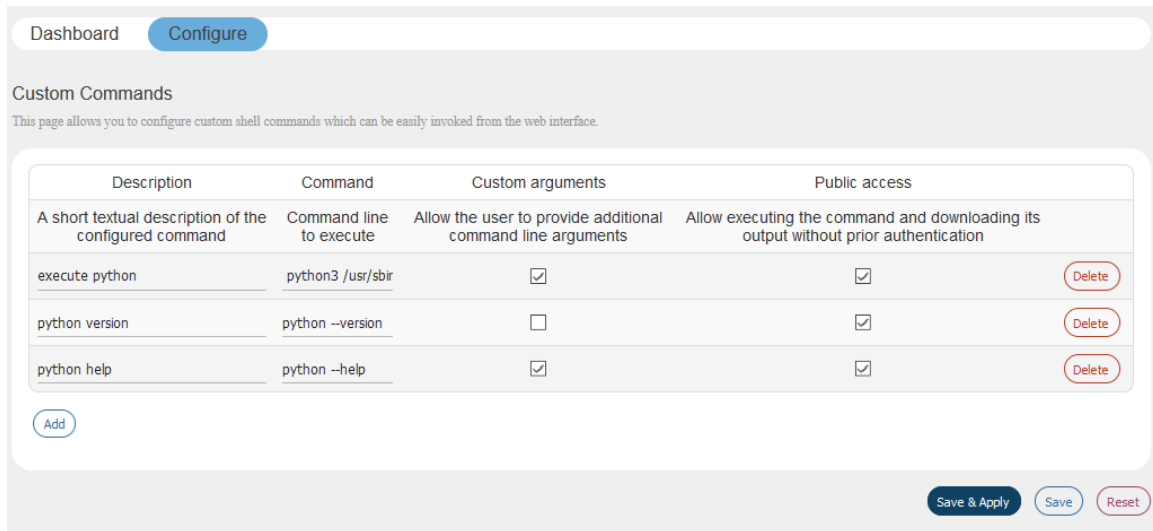 Dashboard Configure
Custom Commands
This page allows you to configure custom shell commands which can be easily invoked from the web interface.
Description Command Custom arguments Public access
A short textual description of the configured command Command line to execute Allow the user to provide additional command line arguments Allow executing the command and downloading its output without prior authentication
execute python python3 /usr/sbir Delete
python version python --version Delete
python help python --help Delete
Add
Save & Apply Save Reset